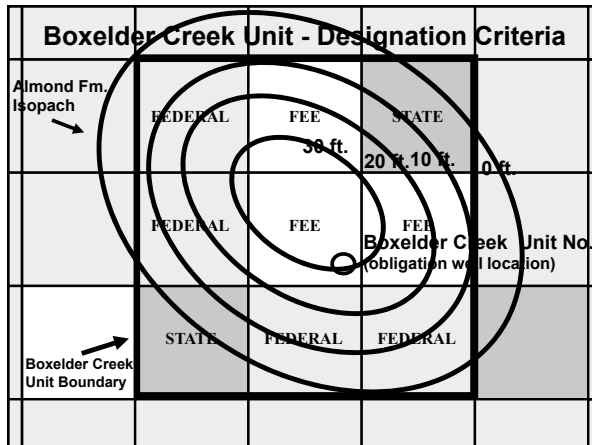 Boxelder Creek Unit - Designation Criteria
Almond Fm.
Isopach
FEDERAL FEE STATE
30 ft. 20 ft. 10 ft. 0 ft.
FEDERAL FEE FEE
Boxelder Creek Unit No.
(obligation well location)
STATE FEDERAL FEDERAL
Boxelder Creek
Unit Boundary